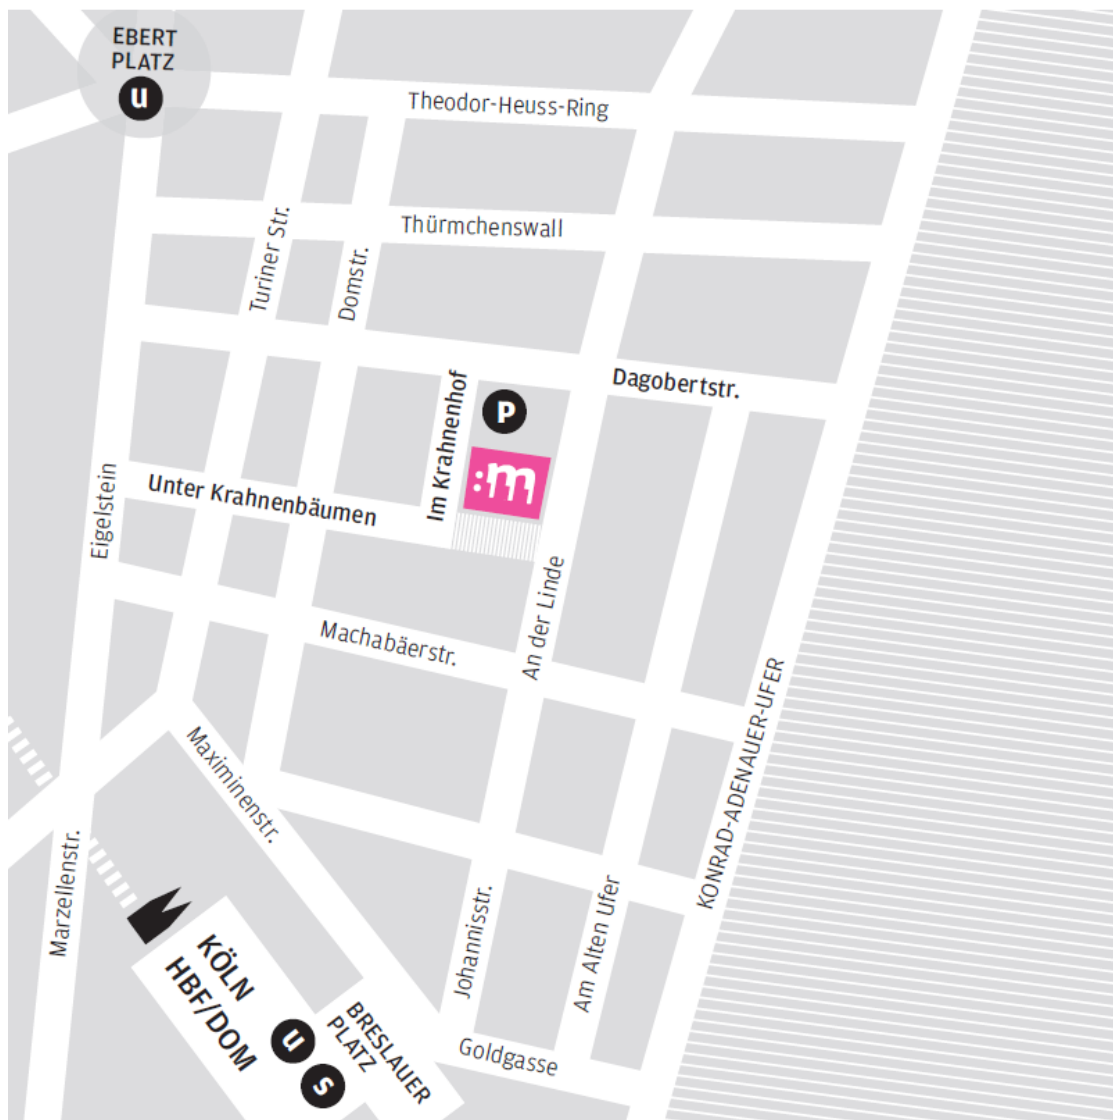 EBERT
PLATZ
u
Theodor-Heuss-Ring
Thürmchenswall
Turiner Str.
Domstr.
Dagobertstr.
Im Krahnenhof
P
:m
Unter Krahnenbäumen
Eigelstein
An der Linde
Machabäerstr.
KONRAD-ADENAUER-UFER
Maximinenstr.
Marzellenstr.
Johannisstr.
Am Alten Ufer
KÖLN
HBF/DOM
u
s
BRESLAUER
PLATZ
Goldgasse